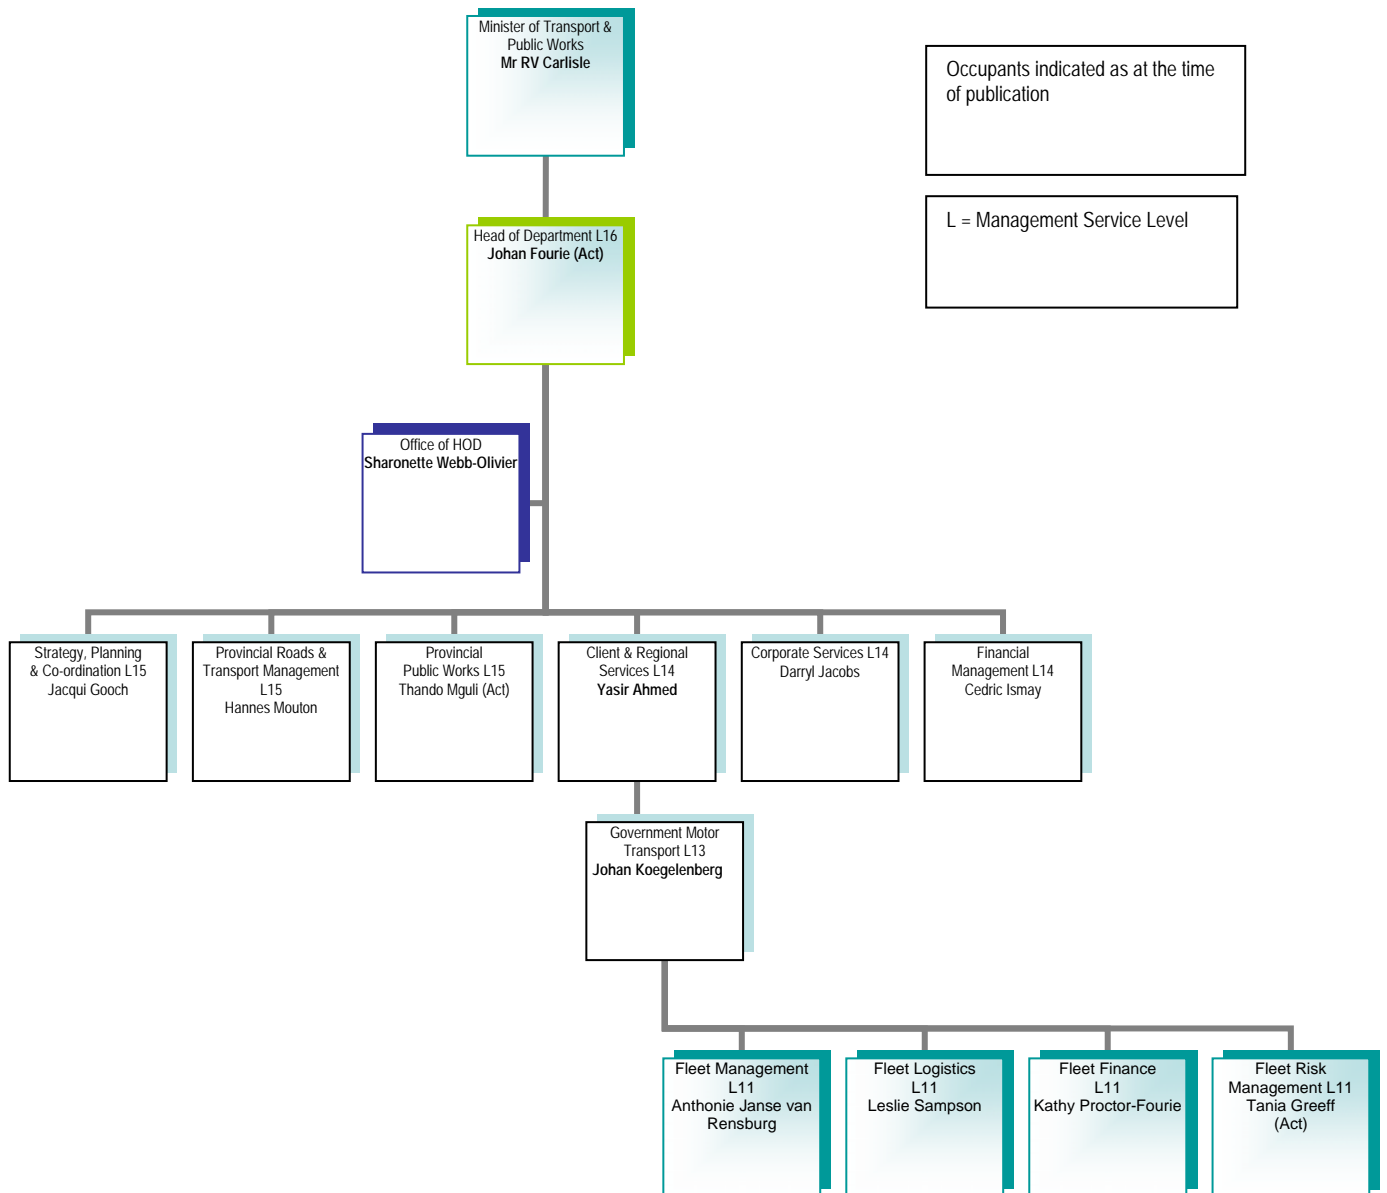 Minister of Transport &
Public Works
Mr RV Carlisle
Occupants indicated as at the time
of publication
L = Management Service Level
Head of Department L16
Johan Fourie (Act)
Office of HOD
Sharonette Webb-Olivier
Strategy, Planning
& Co-ordination L15
Jacqui Gooch
Provincial Roads &
Transport Management
L15
Hannes Mouton
Provincial
Public Works L15
Thando Mguli (Act)
Client & Regional
Services L14
Yasir Ahmed
Corporate Services L14
Darryl Jacobs
Financial
Management L14
Cedric Ismay
Government Motor
Transport L13
Johan Koegelenberg
Fleet Management
L11
Anthonie Janse van
Rensburg
Fleet Logistics
L11
Leslie Sampson
Fleet Finance
L11
Kathy Proctor-Fourie
Fleet Risk
Management L11
Tania Greeff
(Act)